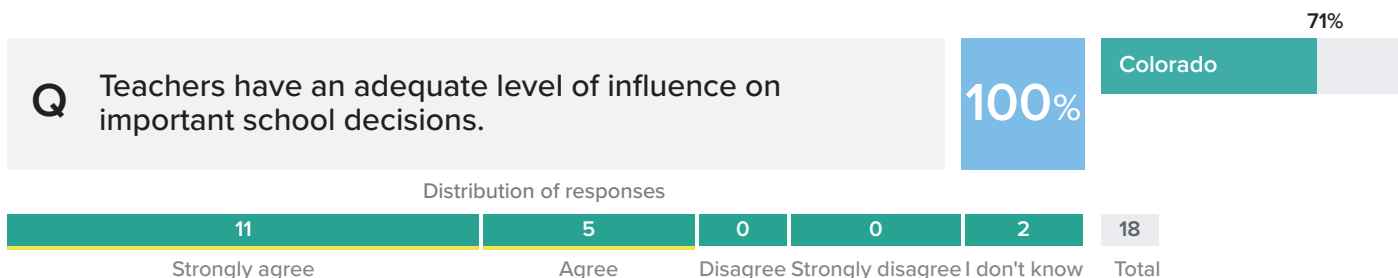 71%
Q
Teachers have an adequate level of influence on
important school decisions.
100%
Colorado
Distribution of responses
11 5 0 0 2 18
Strongly agree Agree Disagree Strongly disagree I don't know Total